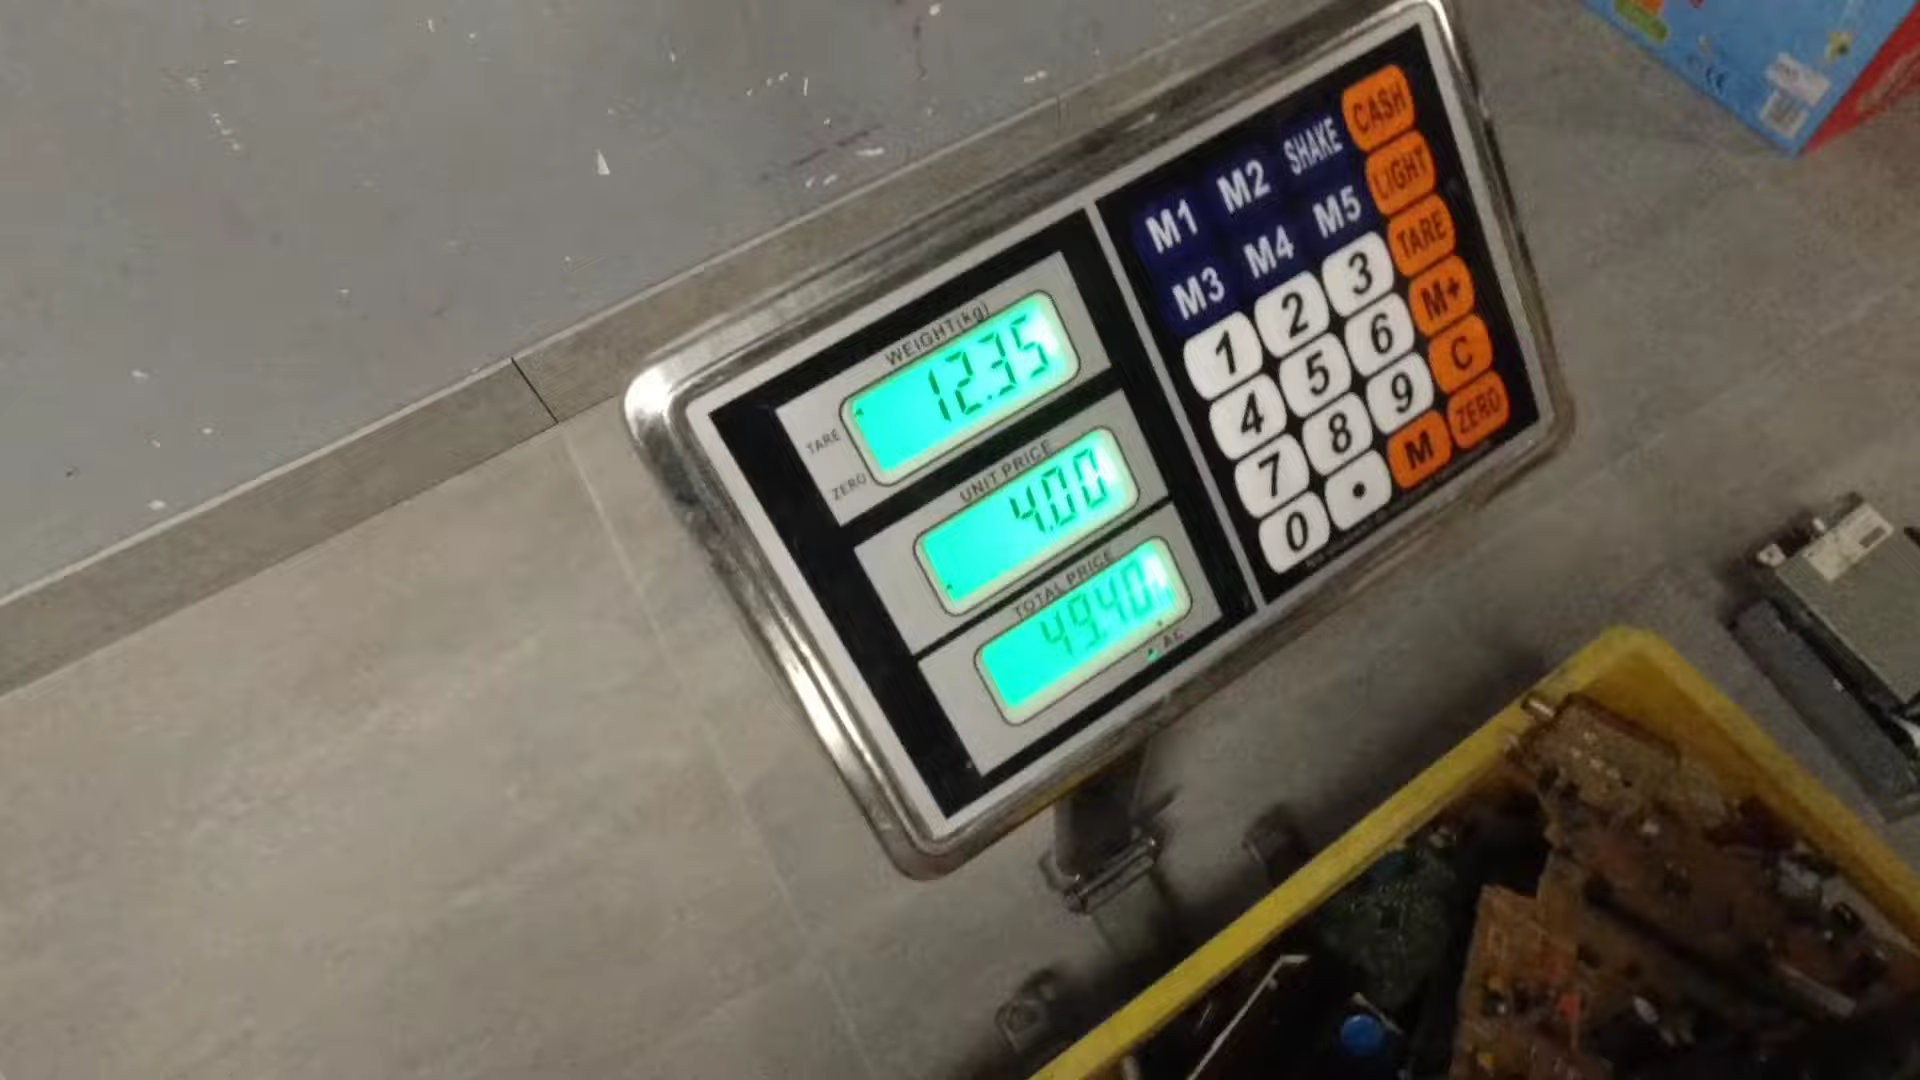 WEIGHT(kg)
12.35
TARE
ZERO
UNIT PRICE
4.00
TOTAL PRICE
49.40
AC
M1 M2 SHAKE CASH
M3 M4 M5 LIGHT
1 2 3 TARE
4 5 6 M+
7 8 9 C
0 . M ZERO
CE